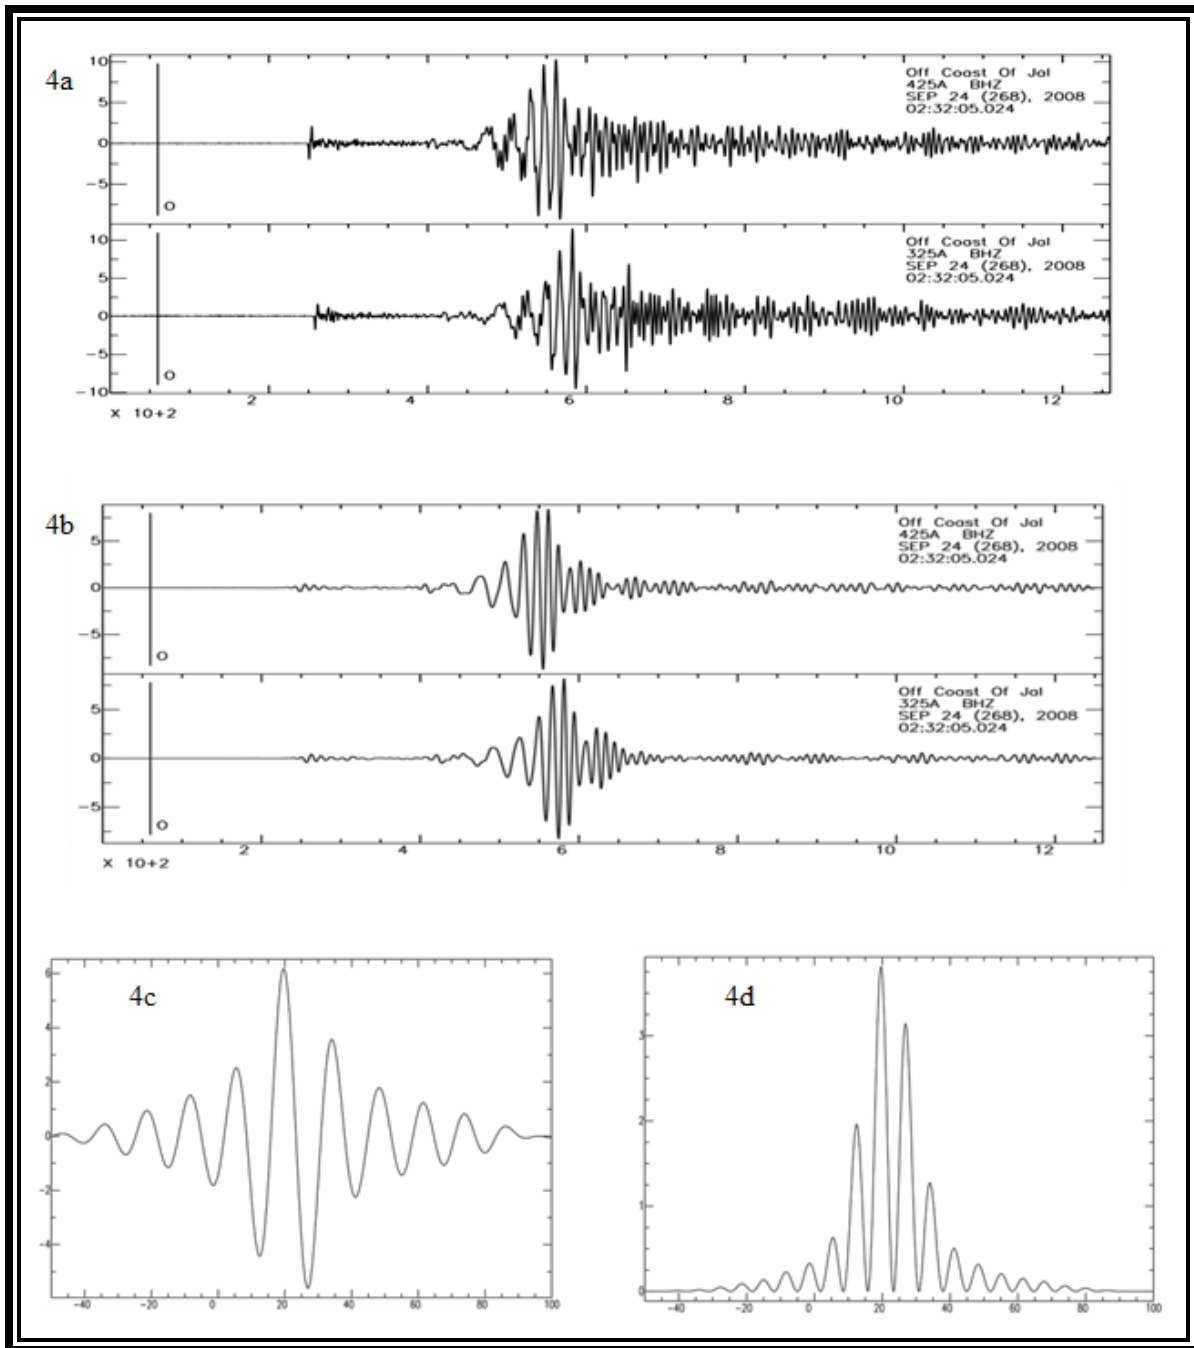 4a
10
5
0
−5
Off Coast Of Jal
425A BHZ
SEP 24 (268), 2008
02:32:05.024
O
10
5
0
−5
−10
Off Coast Of Jal
325A BHZ
SEP 24 (268), 2008
02:32:05.024
O
2 4 6 8 10 12
X 10+2
4b
5
0
−5
Off Coast Of Jal
425A BHZ
SEP 24 (268), 2008
02:32:05.024
O
5
0
−5
Off Coast Of Jal
325A BHZ
SEP 24 (268), 2008
02:32:05.024
O
2 4 6 8 10 12
X 10+2
4c
6
4
2
0
−2
−4
−40 −20 0 20 40 60 80 100
4d
3
2
1
0
−40 −20 0 20 40 60 80 100